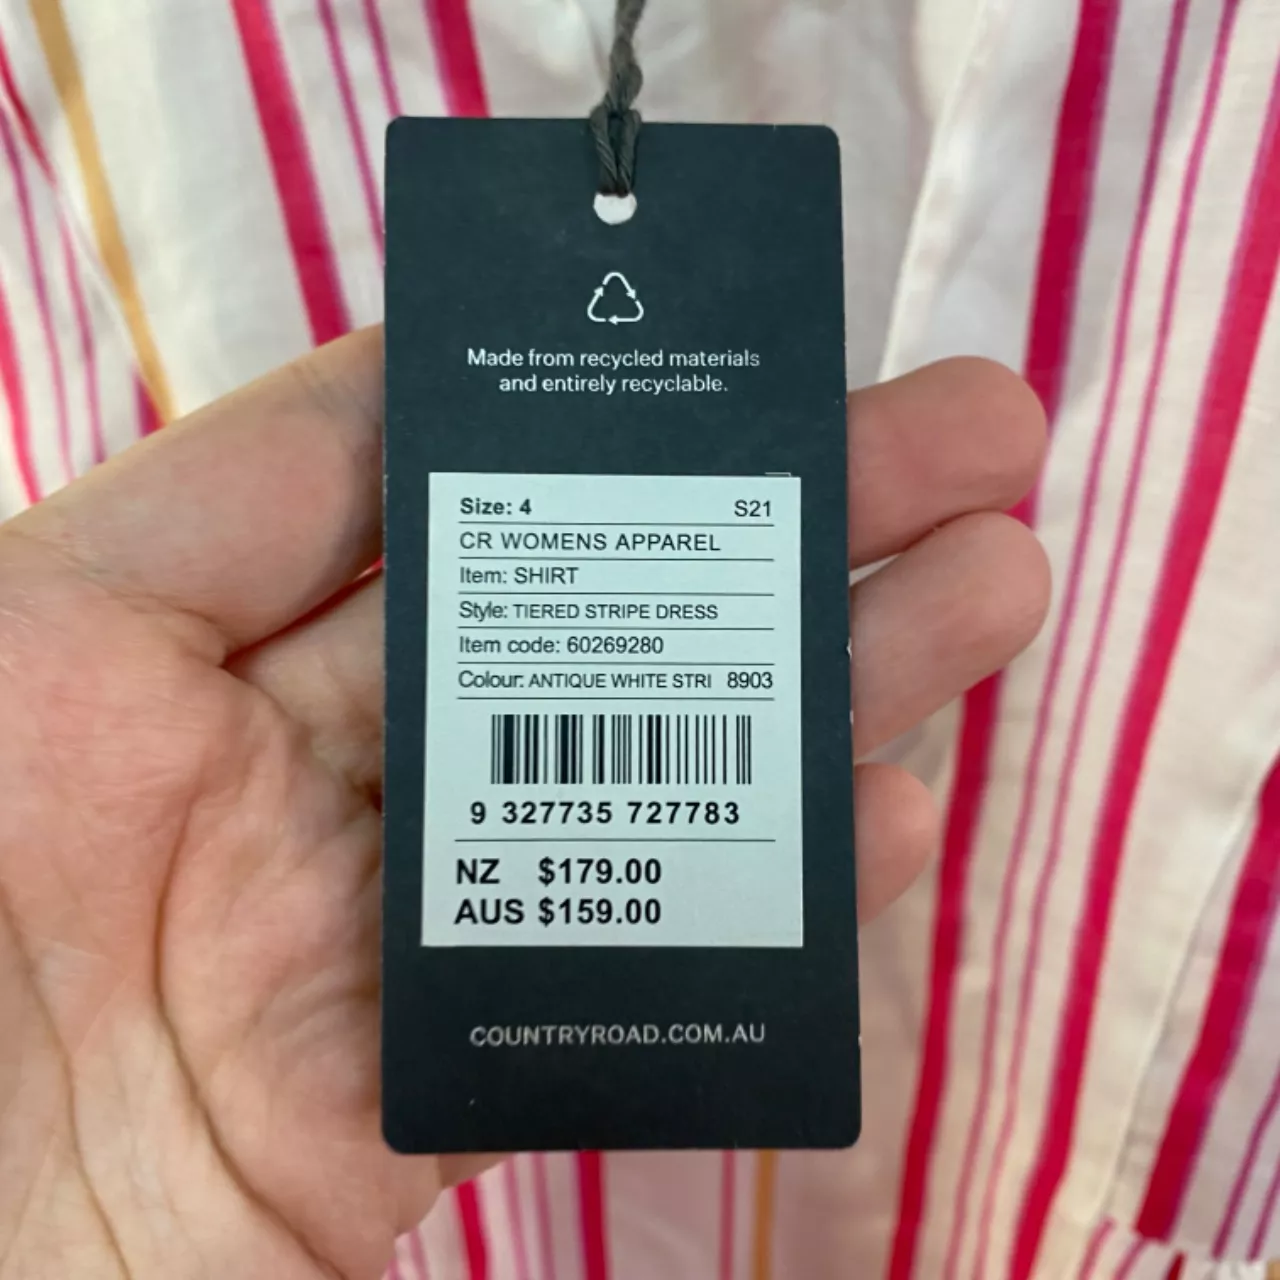 Made from recycled materials
and entirely recyclable.
Size: 4 S21
CR WOMENS APPAREL
Item: SHIRT
Style: TIERED STRIPE DRESS
Item code: 60269280
Colour: ANTIQUE WHITE STRI 8903
9 327735 727783
NZ $179.00
AUS $159.00
COUNTRYROAD.COM.AU